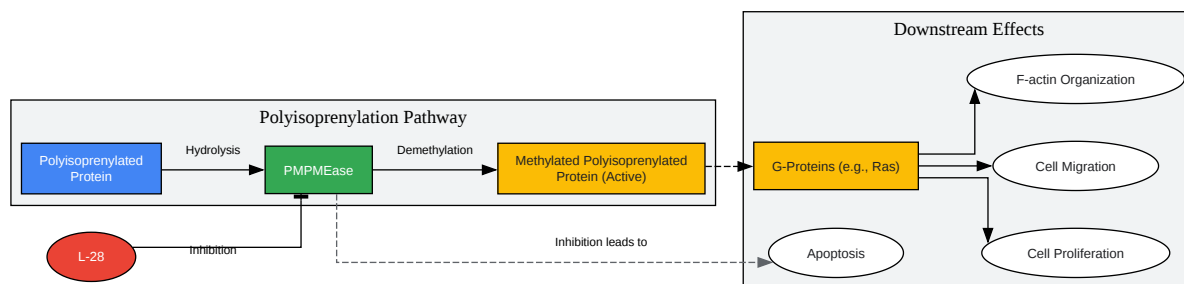 Downstream Effects
F-actin Organization
Polyisoprenylation Pathway
Polyisoprenylated
Protein
Hydrolysis
PMPMEase
Demethylation
Methylated Polyisoprenylated
Protein (Active)
G-Proteins (e.g., Ras)
Cell Migration
L-28
Inhibition
Inhibition leads to
Apoptosis
Cell Proliferation